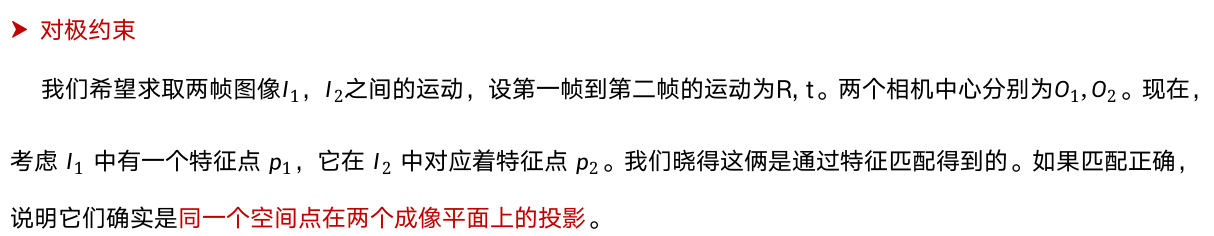 ➤ 对极约束
我们希望求取两帧图像I₁，I₂之间的运动，设第一帧到第二帧的运动为R, t。两个相机中心分别为O₁, O₂。现在，
考虑 I₁ 中有一个特征点 p₁，它在 I₂ 中对应着特征点 p₂。我们晓得这俩是通过特征匹配得到的。如果匹配正确，
说明它们确实是同一个空间点在两个成像平面上的投影。